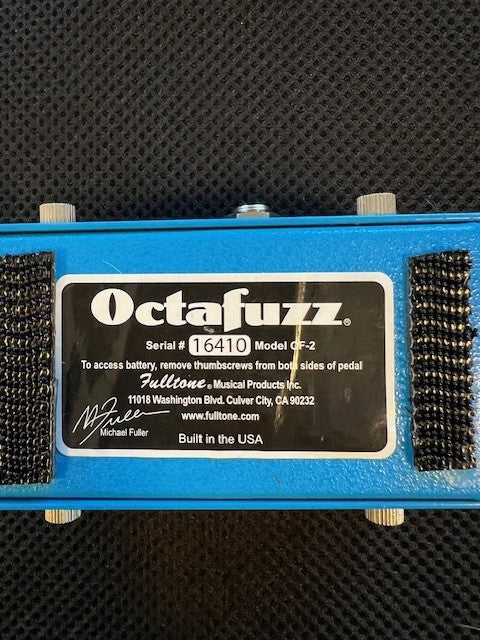 Octafuzz®
Serial # 16410 Model OF-2
To access battery, remove thumbscrews from both sides of pedal
Fulltone® Musical Products Inc.
11018 Washington Blvd. Culver City, CA 90232
www.fulltone.com
M Fuller
Michael Fuller
Built in the USA